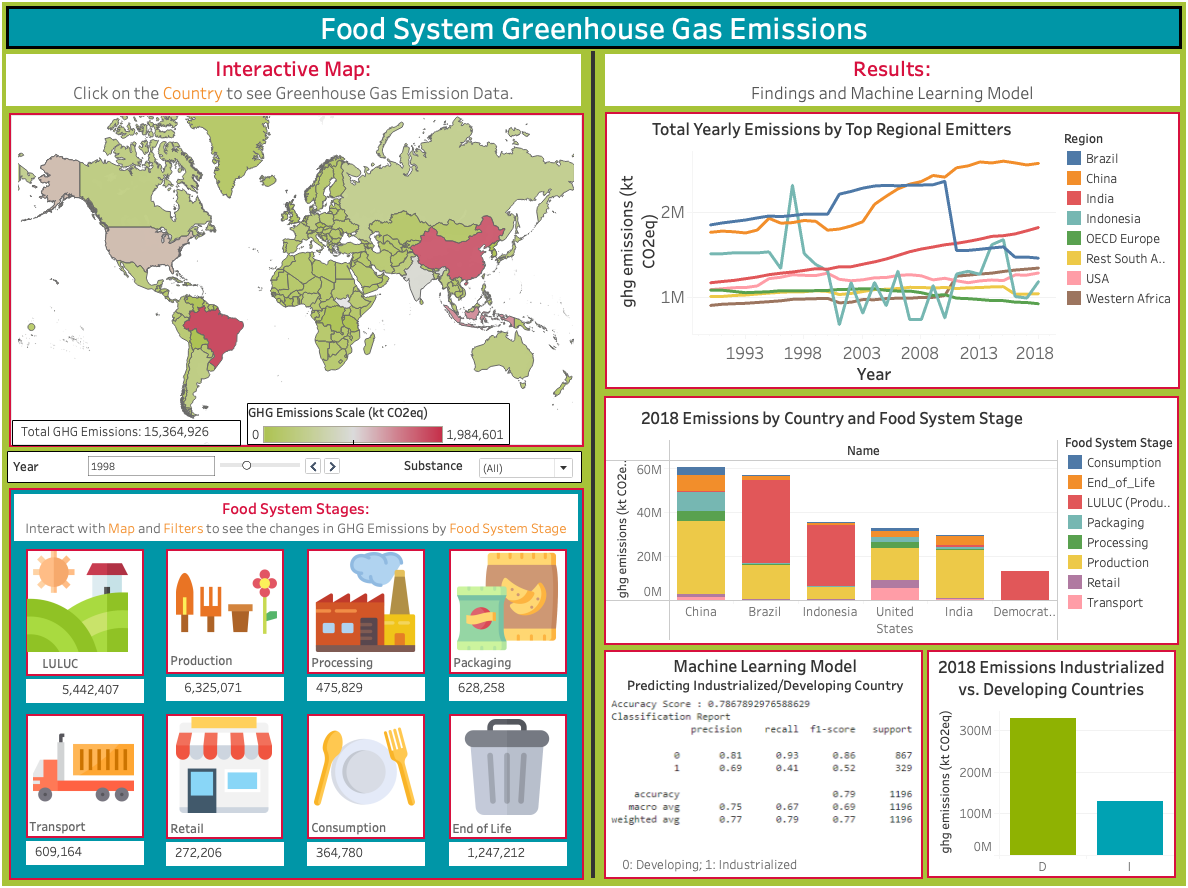 Food System Greenhouse Gas Emissions
Interactive Map:
Click on the Country to see Greenhouse Gas Emission Data.
Total GHG Emissions: 15,364,926
GHG Emissions Scale (kt CO2eq)
0
1,984,601
Year
1998
Substance
(All)
Food System Stages:
Interact with Map and Filters to see the changes in GHG Emissions by Food System Stage
LULUC
5,442,407
Production
6,325,071
Processing
475,829
Packaging
628,258
Transport
609,164
Retail
272,206
Consumption
364,780
End of Life
1,247,212
Results:
Findings and Machine Learning Model
Total Yearly Emissions by Top Regional Emitters
ghg emissions (kt
CO2eq)
2M
1M
1993 1998 2003 2008 2013 2018
Year
Region
Brazil
China
India
Indonesia
OECD Europe
Rest South A..
USA
Western Africa
2018 Emissions by Country and Food System Stage
Name
ghg emissions (kt CO2e..
60M
40M
20M
0M
China Brazil Indonesia United States India Democrat..
Food System Stage
Consumption
End_of_Life
LULUC (Produ..
Packaging
Processing
Production
Retail
Transport
Machine Learning Model
Predicting Industrialized/Developing Country
Accuracy Score : 0.7867892976588629
Classification Report
precision recall f1-score support
0 0.81 0.93 0.86 867
1 0.69 0.41 0.52 329
accuracy 0.79 1196
macro avg 0.75 0.67 0.69 1196
weighted avg 0.77 0.79 0.77 1196
0: Developing; 1: Industrialized
2018 Emissions Industrialized
vs. Developing Countries
ghg emissions (kt CO2eq)
300M
200M
100M
0M
D I